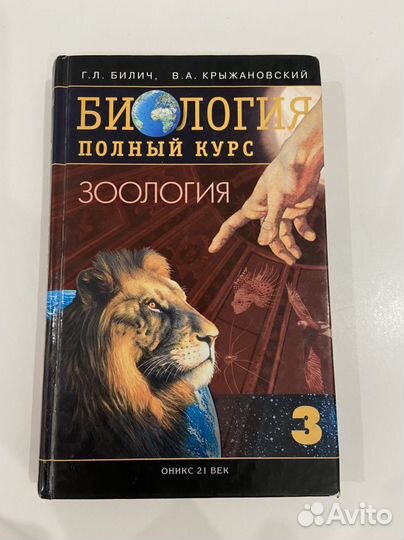 Г.Л. БИЛИЧ, В.А. КРЫЖАНОВСКИЙ
БИОЛОГИЯ
ПОЛНЫЙ КУРС
ЗООЛОГИЯ
3
ОНИКС 21 ВЕК
Avito